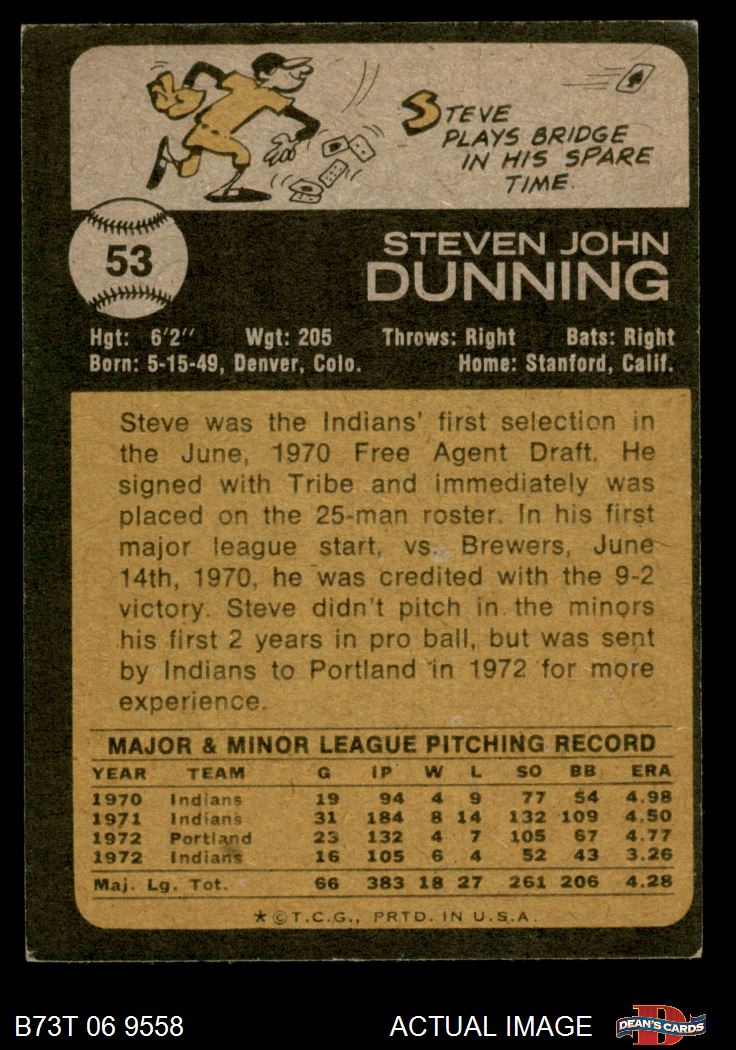 STEVE
PLAYS BRIDGE
IN HIS SPARE
TIME.
53
STEVEN JOHN
DUNNING
Hgt: 6'2" Wgt: 205 Throws: Right Bats: Right
Born: 5-15-49, Denver, Colo. Home: Stanford, Calif.
Steve was the Indians' first selection in
the June, 1970 Free Agent Draft. He
signed with Tribe and immediately was
placed on the 25-man roster. In his first
major league start, vs. Brewers, June
14th, 1970, he was credited with the 9-2
victory. Steve didn't pitch in the minors
his first 2 years in pro ball, but was sent
by Indians to Portland in 1972 for more
experience.
MAJOR & MINOR LEAGUE PITCHING RECORD
YEAR TEAM G IP W L SO BB ERA
1970 Indians 19 94 4 9 77 54 4.98
1971 Indians 31 184 8 14 132 109 4.50
1972 Portland 23 132 4 7 105 67 4.77
1972 Indians 16 105 6 4 52 43 3.26
Maj. Lg. Tot. 66 383 18 27 261 206 4.28
*©T.C.G., PRTD. IN U.S.A.
B73T 06 9558 ACTUAL IMAGE
D
DEAN'S CARDS